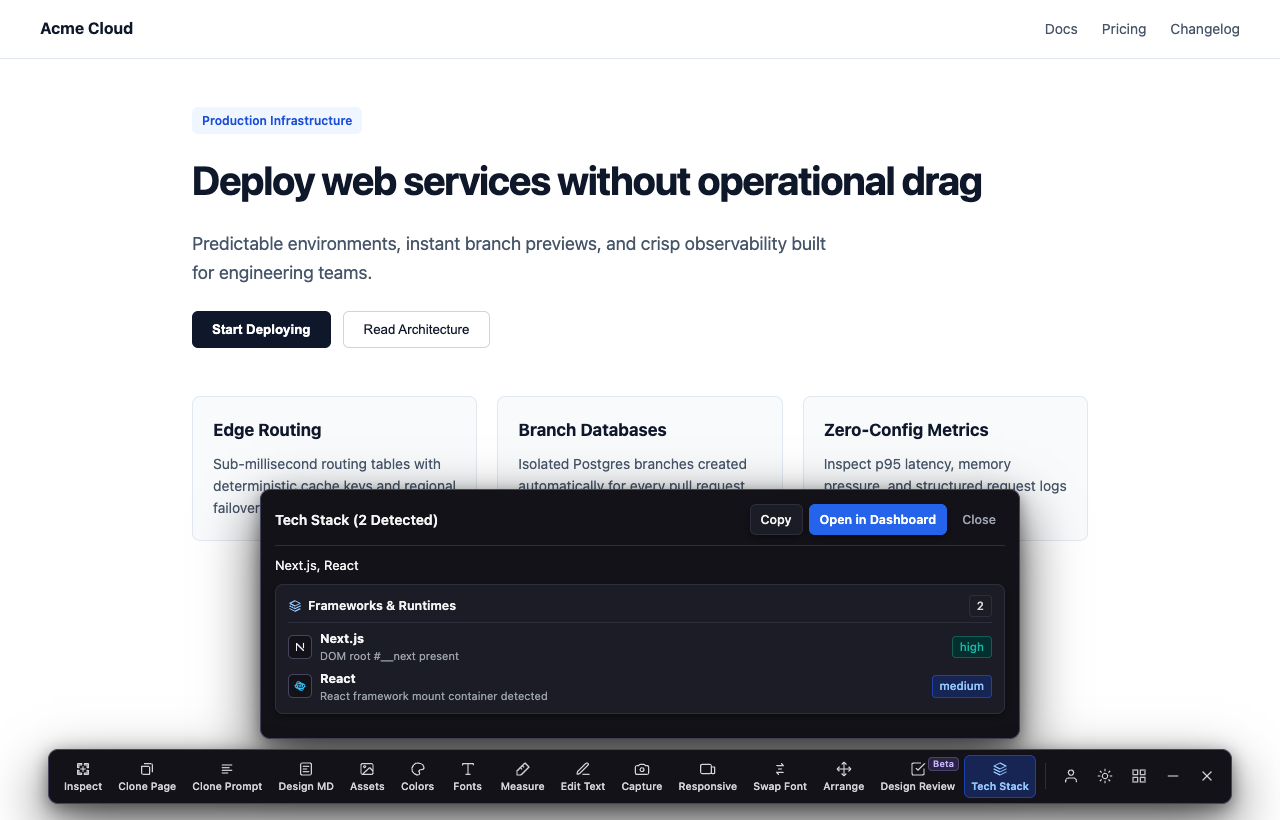 Acme Cloud
Docs
Pricing
Changelog
Production Infrastructure
Deploy web services without operational drag
Predictable environments, instant branch previews, and crisp observability built
for engineering teams.
Start Deploying
Read Architecture
Edge Routing
Sub-millisecond routing tables with
deterministic cache keys and regional
failover
Branch Databases
Isolated Postgres branches created
automatically for every pull request
Zero-Config Metrics
Inspect p95 latency, memory
pressure, and structured request logs
Tech Stack (2 Detected)
Copy
Open in Dashboard
Close
Next.js, React
Frameworks & Runtimes
2
Next.js
DOM root #__next present
high
React
React framework mount container detected
medium
Inspect
Clone Page
Clone Prompt
Design MD
Assets
Colors
Fonts
Measure
Edit Text
Capture
Responsive
Swap Font
Arrange
Beta
Design Review
Tech Stack